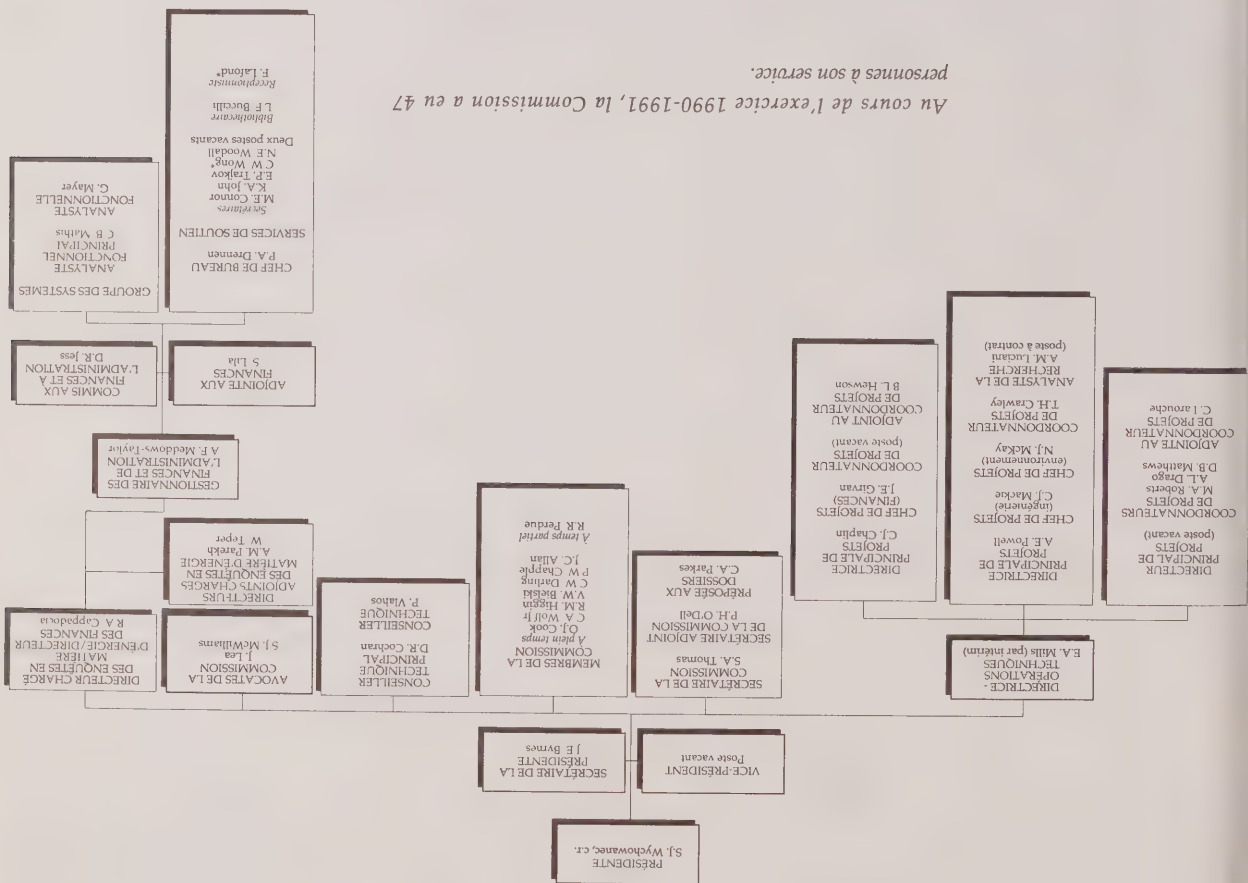 PRÉSIDENTE
S.J. Wychowanec, c.r.
VICE-PRÉSIDENT
Poste vacant
SECRÉTAIRE DE LA
PRÉSIDENTE
J E Byrnes
DIRECTRICE -
OPÉRATIONS
TECHNIQUES
E.A. Mills (par intérim)
SECRÉTAIRE DE LA
COMMISSION
S.A. Thomas
SECRÉTAIRE ADJOINT
DE LA COMMISSION
P.H. O'Dell
PRÉPOSÉE AUX
DOSSIERS
C.A. Parkes
MEMBRES DE LA
COMMISSION
À plein temps
O.J. Cook
C A Wolf Jr
R.M. Higgin
V.W. Bielski
C W Darling
P W Chapple
J.C. Allan
À temps partiel
R.R. Perdue
CONSEILLER
TECHNIQUE
PRINCIPAL
D.R. Cochran
CONSEILLER
TECHNIQUE
P. Vlahos
AVOCATES DE LA
COMMISSION
J. Lea
S J. McWilliams
DIRECTEUR CHARGÉ
DES ENQUÊTES EN
MATIÈRE
D'ÉNERGIE/DIRECTEUR
DES FINANCES
R A Cappadocia
DIRECTEURS
ADJOINTS CHARGÉS
DES ENQUÊTES EN
MATIÈRE D'ÉNERGIE
A.M. Parekh
W Teper
GESTIONNAIRE DES
FINANCES ET DE
L'ADMINISTRATION
A F. Meddows-Taylor
ADJOINTE AUX
FINANCES
S Lila
COMMIS AUX
FINANCES ET À
L'ADMINISTRATION
D.R. Jess
DIRECTEUR
PRINCIPAL DE
PROJETS
(poste vacant)
COORDONNATEURS
DE PROJETS
M.A. Roberts
A.L. Drago
D.B. Matthews
ADJOINTE AU
COORDONNATEUR
DE PROJETS
C. Larouche
DIRECTRICE
PRINCIPALE DE
PROJETS
A.E. Powell
CHEF DE PROJETS
(ingénierie)
C.J. Mackie
CHEF DE PROJETS
(environnement)
N.J. McKay
COORDONNATEUR
DE PROJETS
T.H. Crawley
ANALYSTE DE LA
RECHERCHE
A.M. Luciani
(poste à contrat)
DIRECTRICE
PRINCIPALE DE
PROJETS
C.J. Chaplin
CHEF DE PROJETS
(FINANCES)
J.E. Girvan
COORDONNATEUR
DE PROJETS
(poste vacant)
ADJOINT AU
COORDONNATEUR
DE PROJETS
B L. Hewson
CHEF DE BUREAU
P.A. Drennen
SERVICES DE SOUTIEN
Secrétaires
M.E. Connor
K.A. John
E.P. Trajkov
C W Wong*
N.E Woodall
Deux postes vacants
Bibliothécaire
L F Buccilli
Réceptionniste
F. Lafond*
GROUPE DES SYSTEMES
ANALYSTE
FONCTIONNEL
PRINCIPAL
C B Mathis
ANALYSTE
FONCTIONNELLE
G. Mayer
Au cours de l'exercice 1990-1991, la Commission a eu 47
personnes à son service.